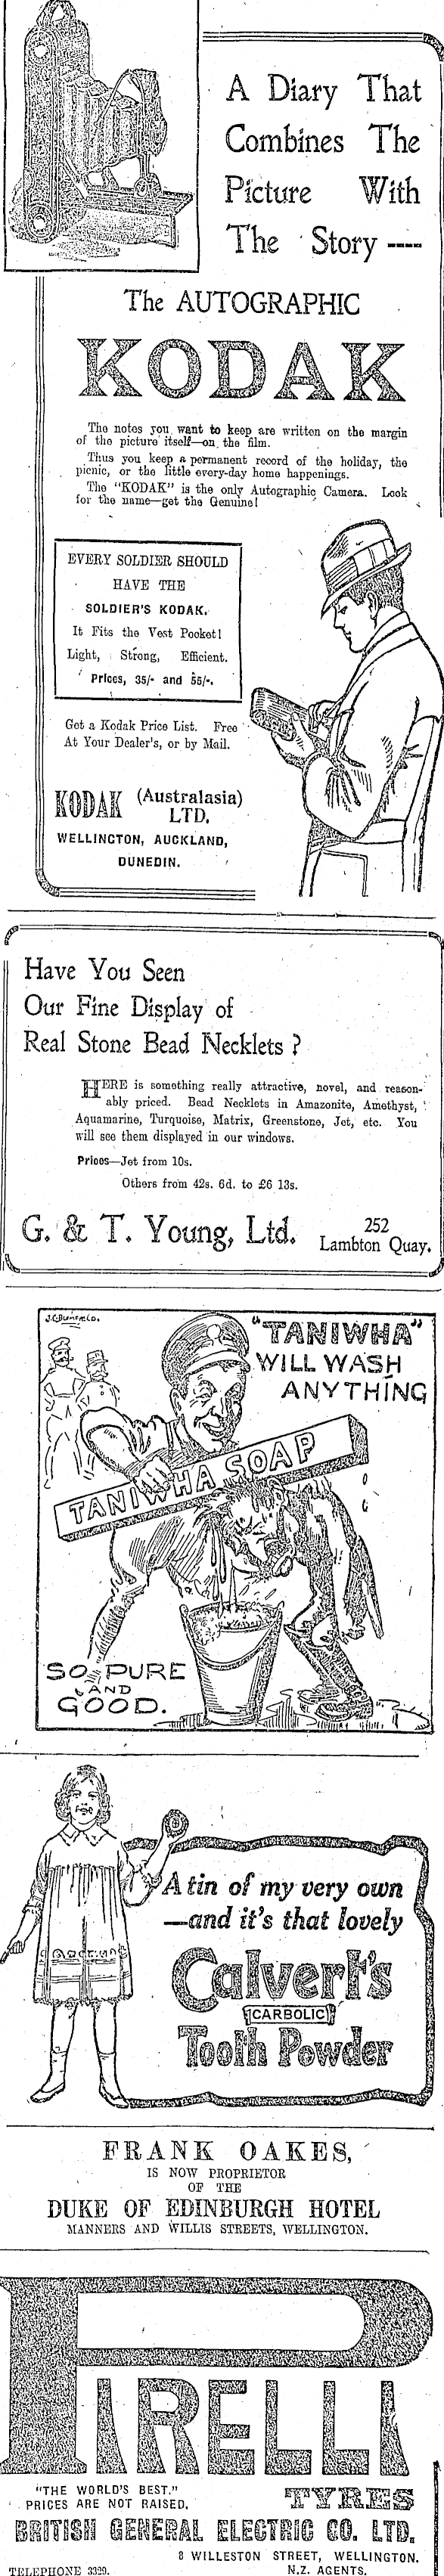 A Diary That
Combines The
Picture With
The Story ----
The AUTOGRAPHIC
KODAK
The notes you want to keep are written on the margin
of the picture itself—on the film.
Thus you keep a permanent record of the holiday, the
picnic, or the little every-day home happenings.
The "KODAK" is the only Autographic Camera. Look
for the name—get the Genuine!
EVERY SOLDIER SHOULD
HAVE THE
SOLDIER'S KODAK.
It Fits the Vest Pocket!
Light, Strong, Efficient.
Prices, 35/- and 55/-.
Get a Kodak Price List. Free
At Your Dealer's, or by Mail.
KODAK (Australasia)
LTD.
WELLINGTON, AUCKLAND,
DUNEDIN.
Have You Seen
Our Fine Display of
Real Stone Bead Necklets?
HERE is something really attractive, novel, and reason-
ably priced. Bead Necklets in Amazonite, Amethyst,
Aquamarine, Turquoise, Matrix, Greenstone, Jet, etc. You
will see them displayed in our windows.
Prices—Jet from 10s.
Others from 42s. 6d. to £6 13s.
G. & T. Young, Ltd. 252
Lambton Quay.
"TANIWHA"
WILL WASH
ANYTHING
TANIWHA SOAP
SO PURE
AND
GOOD.
A tin of my very own
—and it's that lovely
Calvert's
CARBOLIC
Tooth Powder
FRANK OAKES,
IS NOW PROPRIETOR
OF THE
DUKE OF EDINBURGH HOTEL
MANNERS AND WILLIS STREETS, WELLINGTON.
PIRELLI
"THE WORLD'S BEST." TYRES
PRICES ARE NOT RAISED.
BRITISH GENERAL ELECTRIC CO. LTD.
8 WILLESTON STREET, WELLINGTON.
TELEPHONE 3329. N.Z. AGENTS.